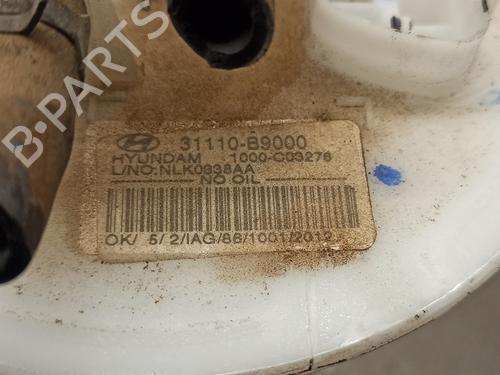 31110-B9000
HYUNDAM 1000-C03276
L/NO:NLK0338AA
NO OIL
OK/ 5/ 2/IAG/86/1001/2012
B-PARTS